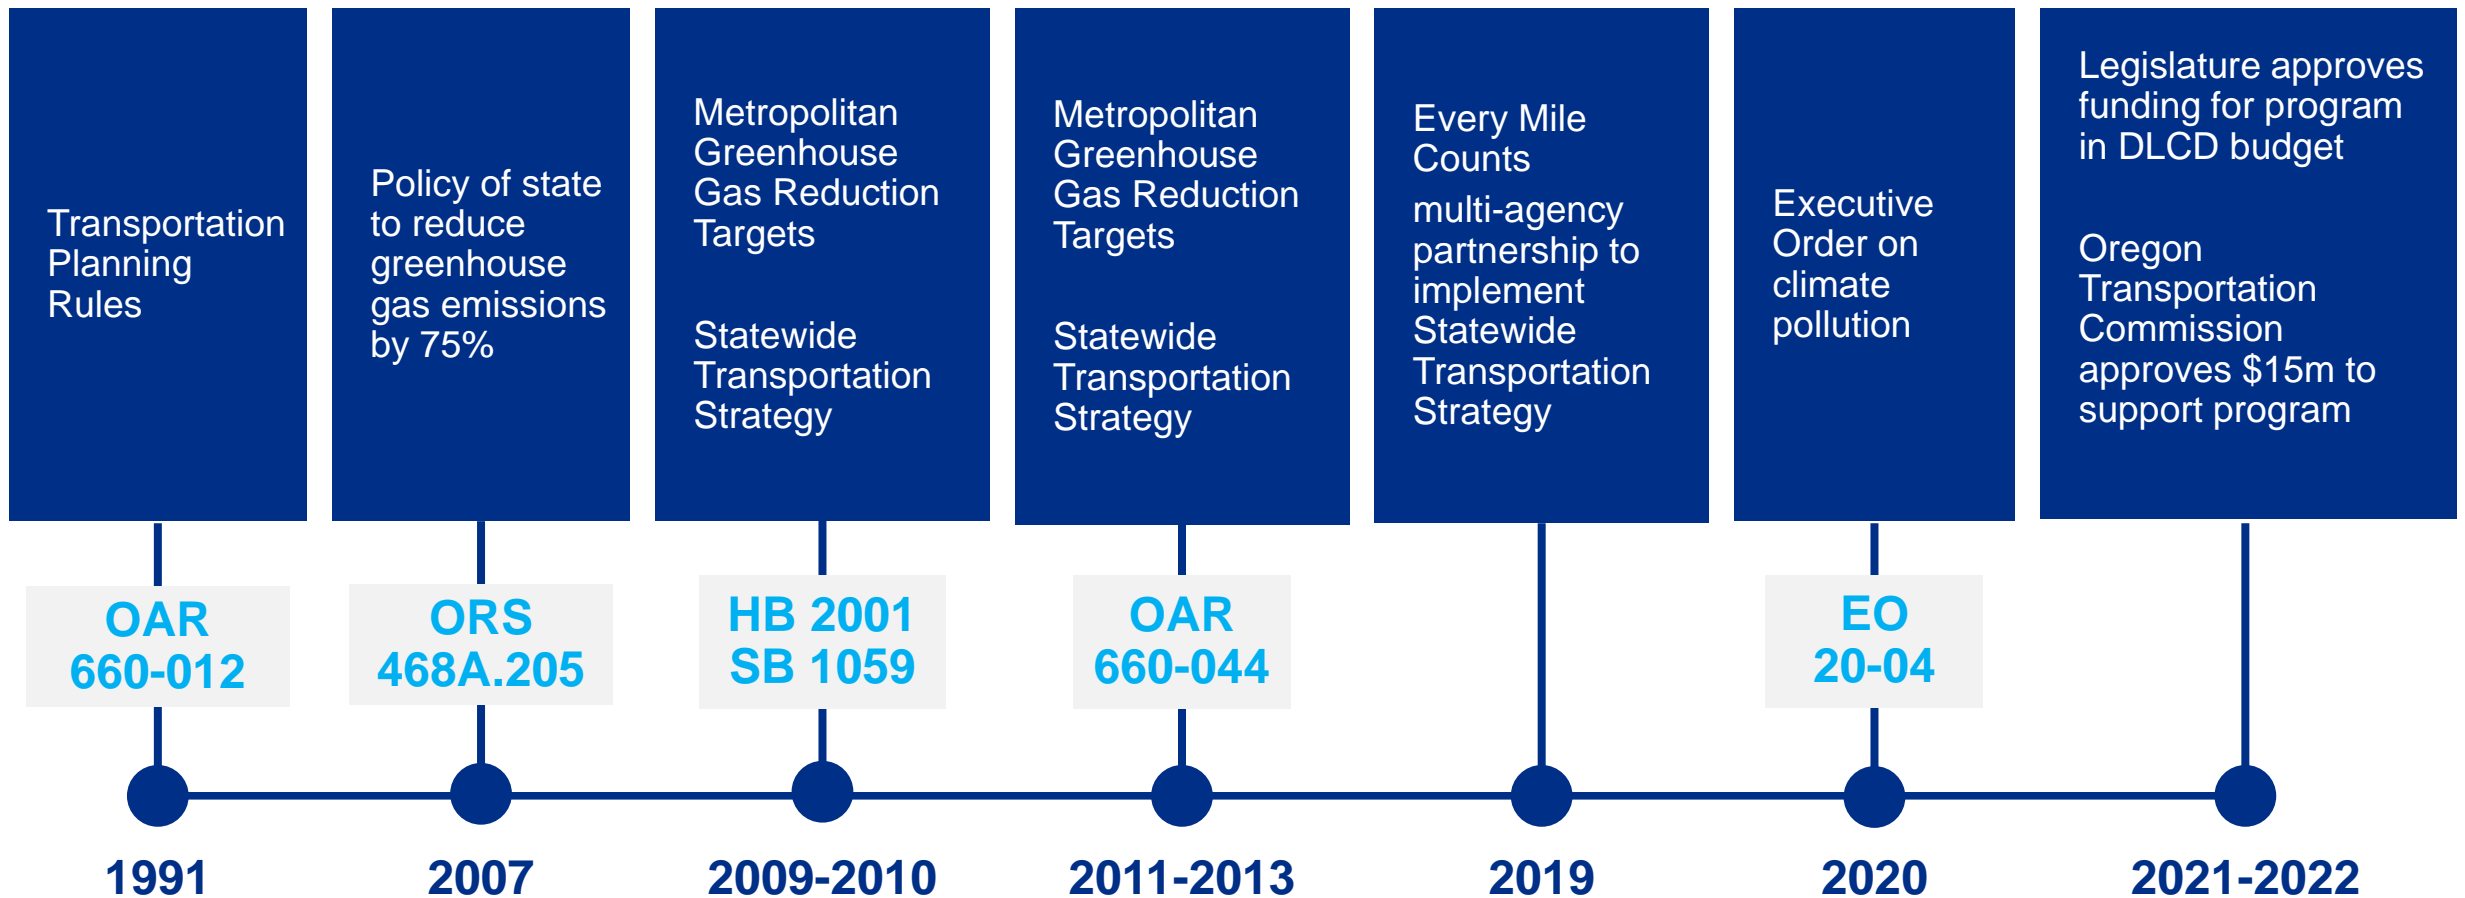 Transportation
Planning
Rules
OAR
660-012
1991
Policy of state
to reduce
greenhouse
gas emissions
by 75%
ORS
468A.205
2007
Metropolitan
Greenhouse
Gas Reduction
Targets
Statewide
Transportation
Strategy
HB 2001
SB 1059
2009-2010
Metropolitan
Greenhouse
Gas Reduction
Targets
Statewide
Transportation
Strategy
OAR
660-044
2011-2013
Every Mile
Counts
multi-agency
partnership to
implement
Statewide
Transportation
Strategy
2019
Executive
Order on
climate
pollution
EO
20-04
2020
Legislature approves
funding for program
in DLCD budget
Oregon
Transportation
Commission
approves $15m to
support program
2021-2022